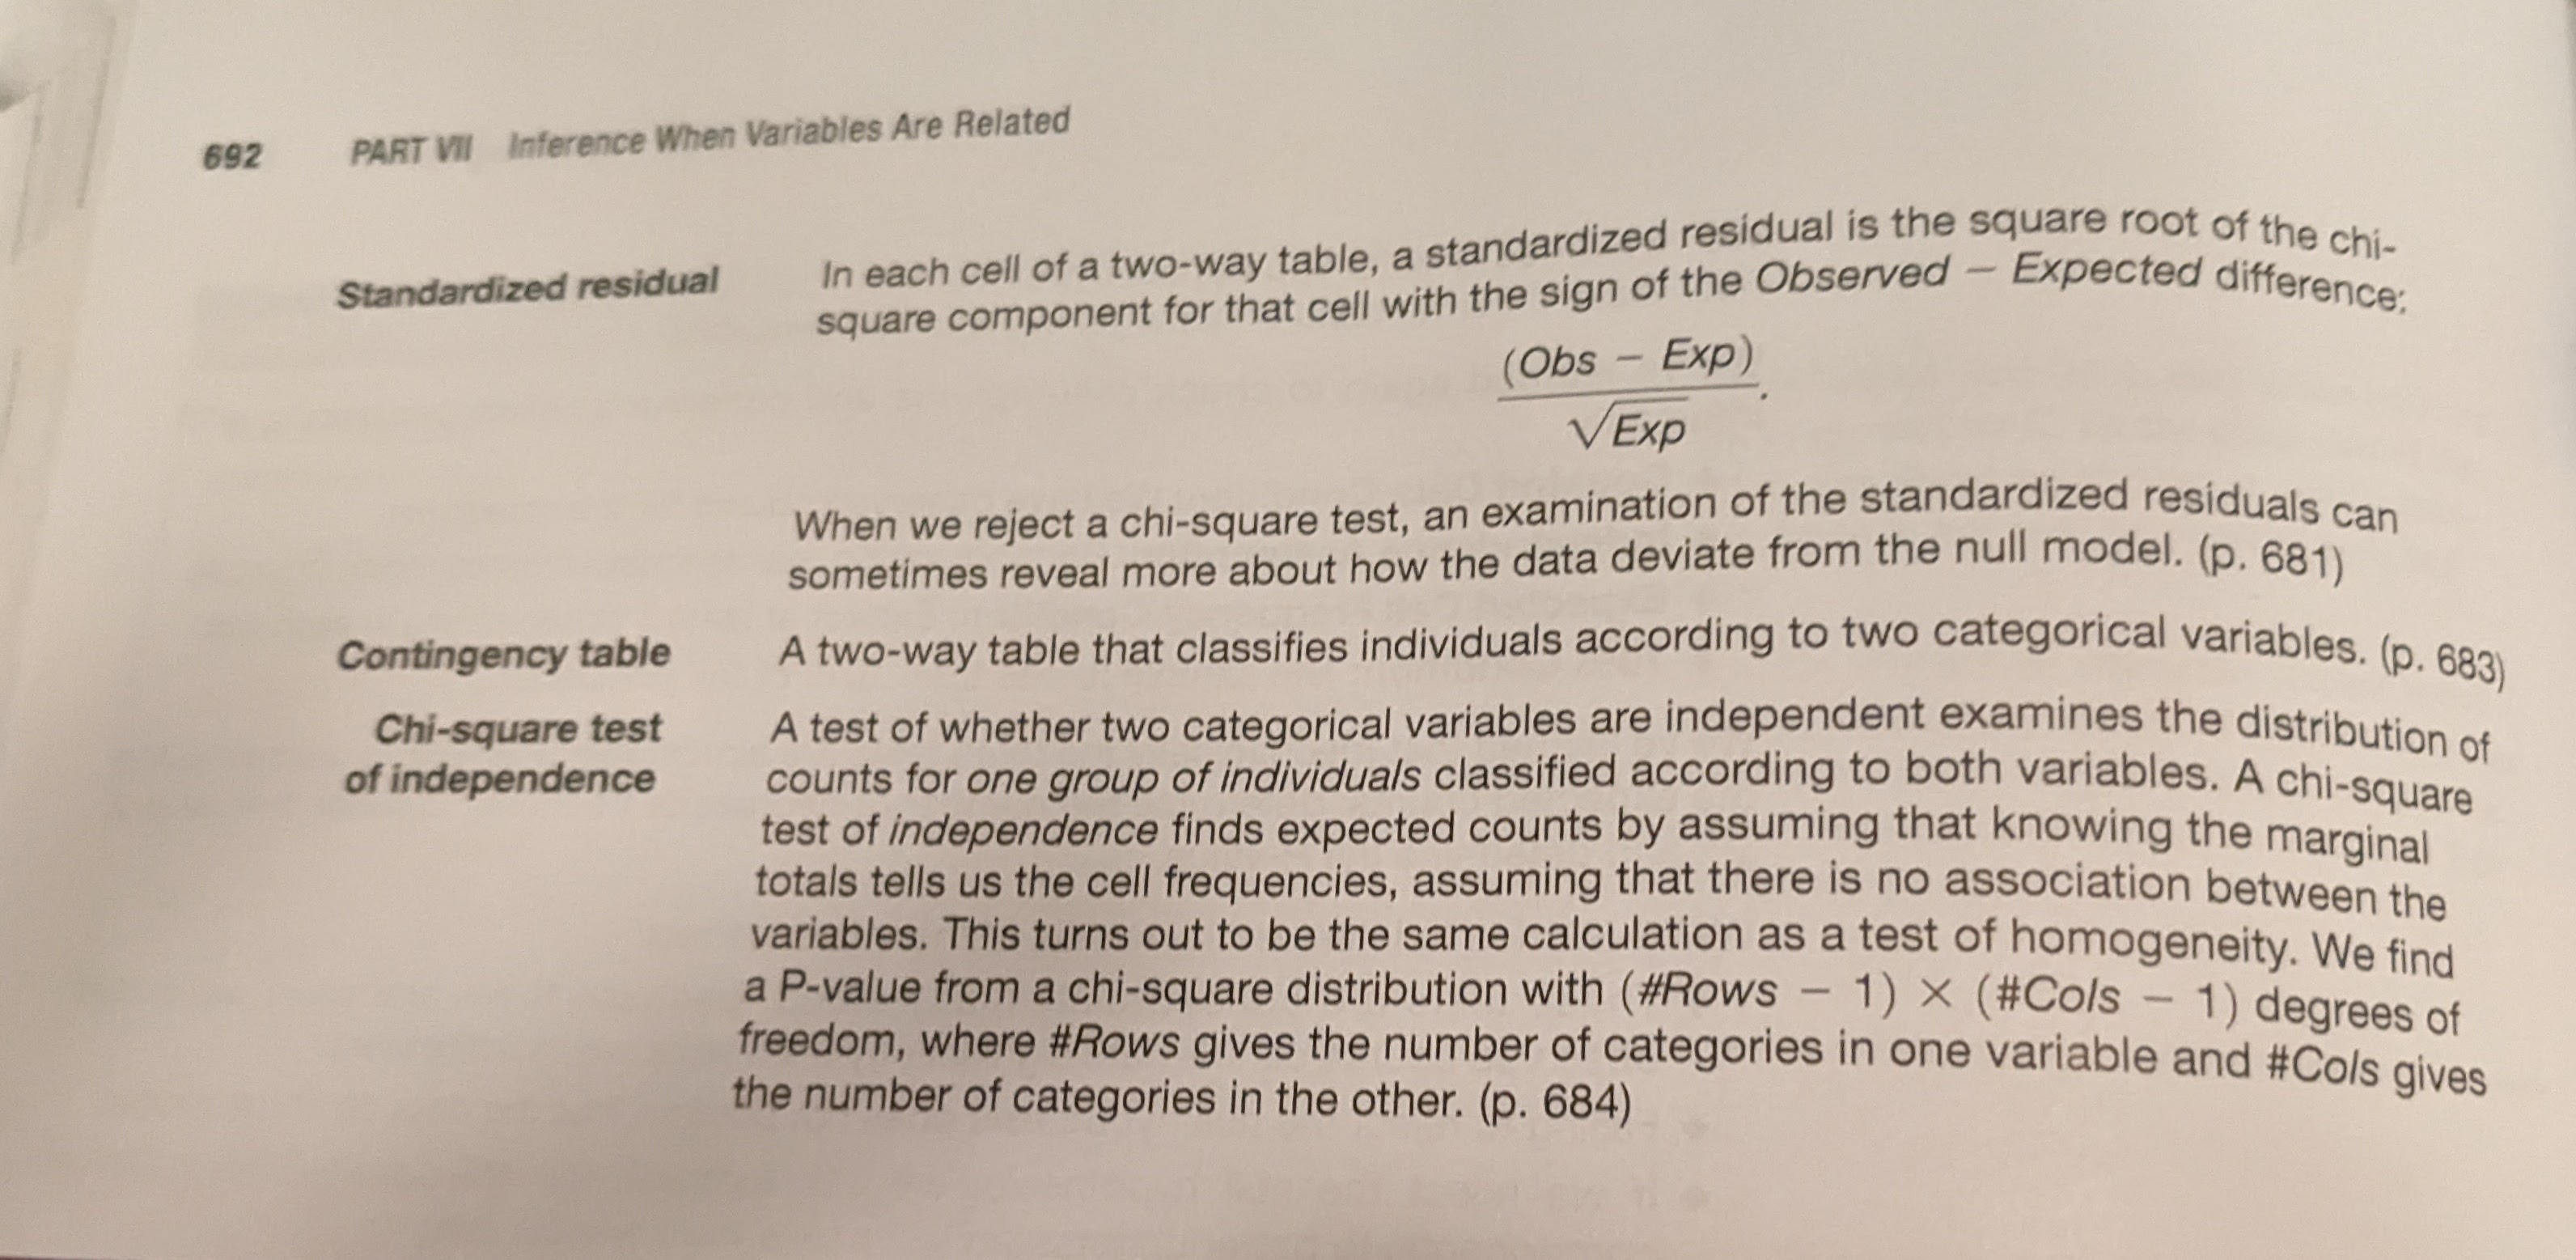 692 PART VII Inference When Variables Are Related
Standardized residual
In each cell of a two-way table, a standardized residual is the square root of the chi-
square component for that cell with the sign of the Observed − Expected difference:
(Obs − Exp)
√Exp .
When we reject a chi-square test, an examination of the standardized residuals can
sometimes reveal more about how the data deviate from the null model. (p. 681)
Contingency table
A two-way table that classifies individuals according to two categorical variables. (p. 683)
Chi-square test
of independence
A test of whether two categorical variables are independent examines the distribution of
counts for one group of individuals classified according to both variables. A chi-square
test of independence finds expected counts by assuming that knowing the marginal
totals tells us the cell frequencies, assuming that there is no association between the
variables. This turns out to be the same calculation as a test of homogeneity. We find
a P-value from a chi-square distribution with (#Rows − 1) × (#Cols − 1) degrees of
freedom, where #Rows gives the number of categories in one variable and #Cols gives
the number of categories in the other. (p. 684)